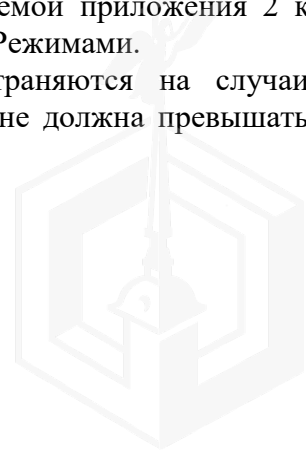 емой приложения 2 к
Режимами.
траняются на случаи
не должна превышать